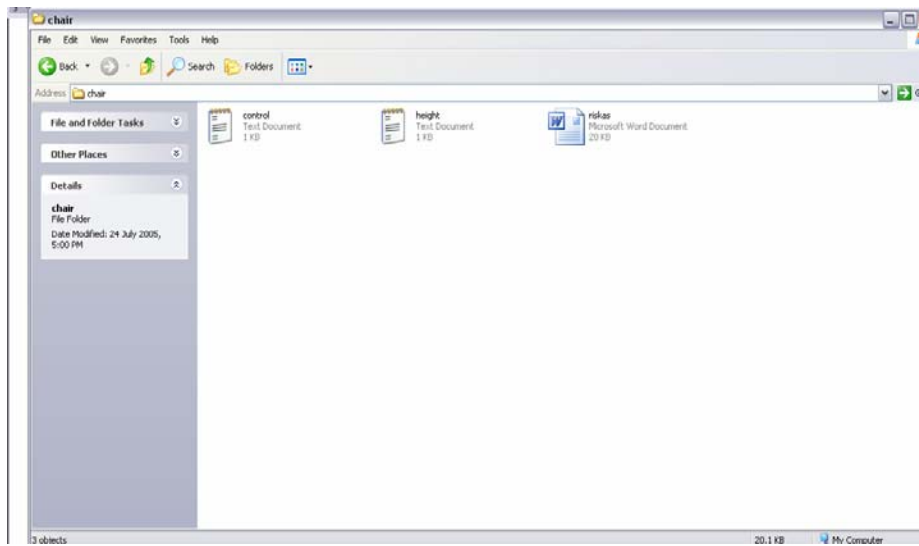 chair
File Edit View Favorites Tools Help
Back Search Folders
Address chair
File and Folder Tasks
Other Places
Details
chair
File Folder
Date Modified: 24 July 2005,
5:00 PM
control
Text Document
1 KB
height
Text Document
1 KB
riskas
Microsoft Word Document
20 KB
3 objects 20.1 KB My Computer